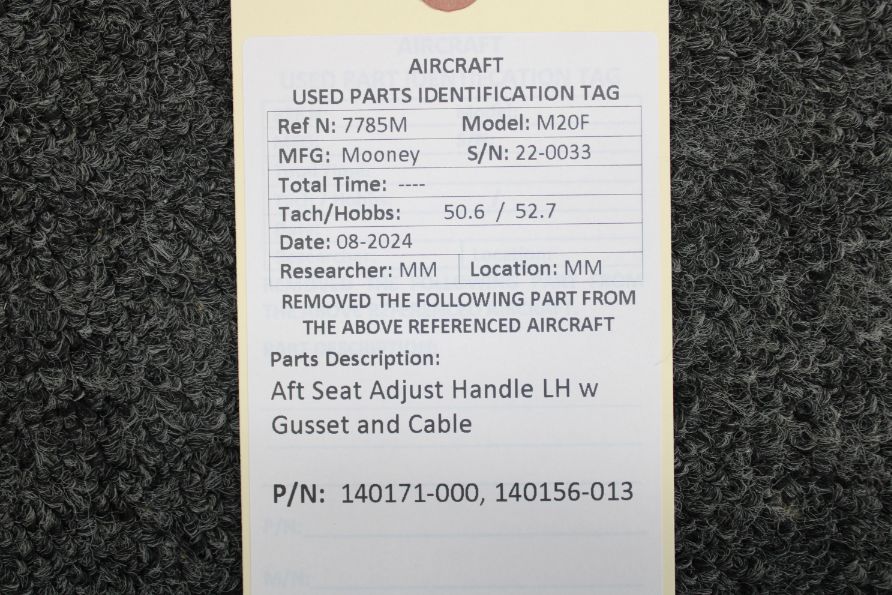 AIRCRAFT
USED PARTS IDENTIFICATION TAG
Ref N: 7785M Model: M20F
MFG: Mooney S/N: 22-0033
Total Time: ----
Tach/Hobbs: 50.6 / 52.7
Date: 08-2024
Researcher: MM Location: MM
REMOVED THE FOLLOWING PART FROM
THE ABOVE REFERENCED AIRCRAFT
Parts Description:
Aft Seat Adjust Handle LH w
Gusset and Cable
P/N: 140171-000, 140156-013
P/N:
M/N: